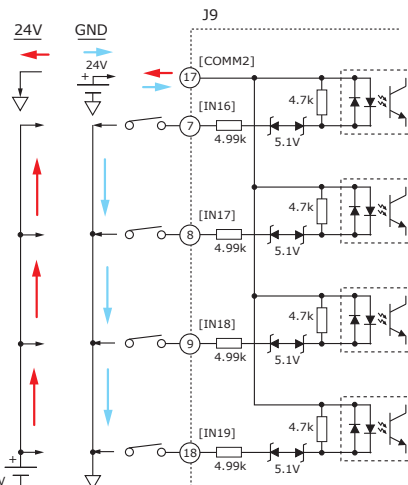 J9
24V GND
24V
[COMM2]
17
4.7k
[IN16]
7
4.99k
5.1V
[IN17]
4.7k
8
4.99k
5.1V
[IN18]
4.7k
9
4.99k
5.1V
[IN19]
4.7k
18
4.99k
5.1V
+
+
V